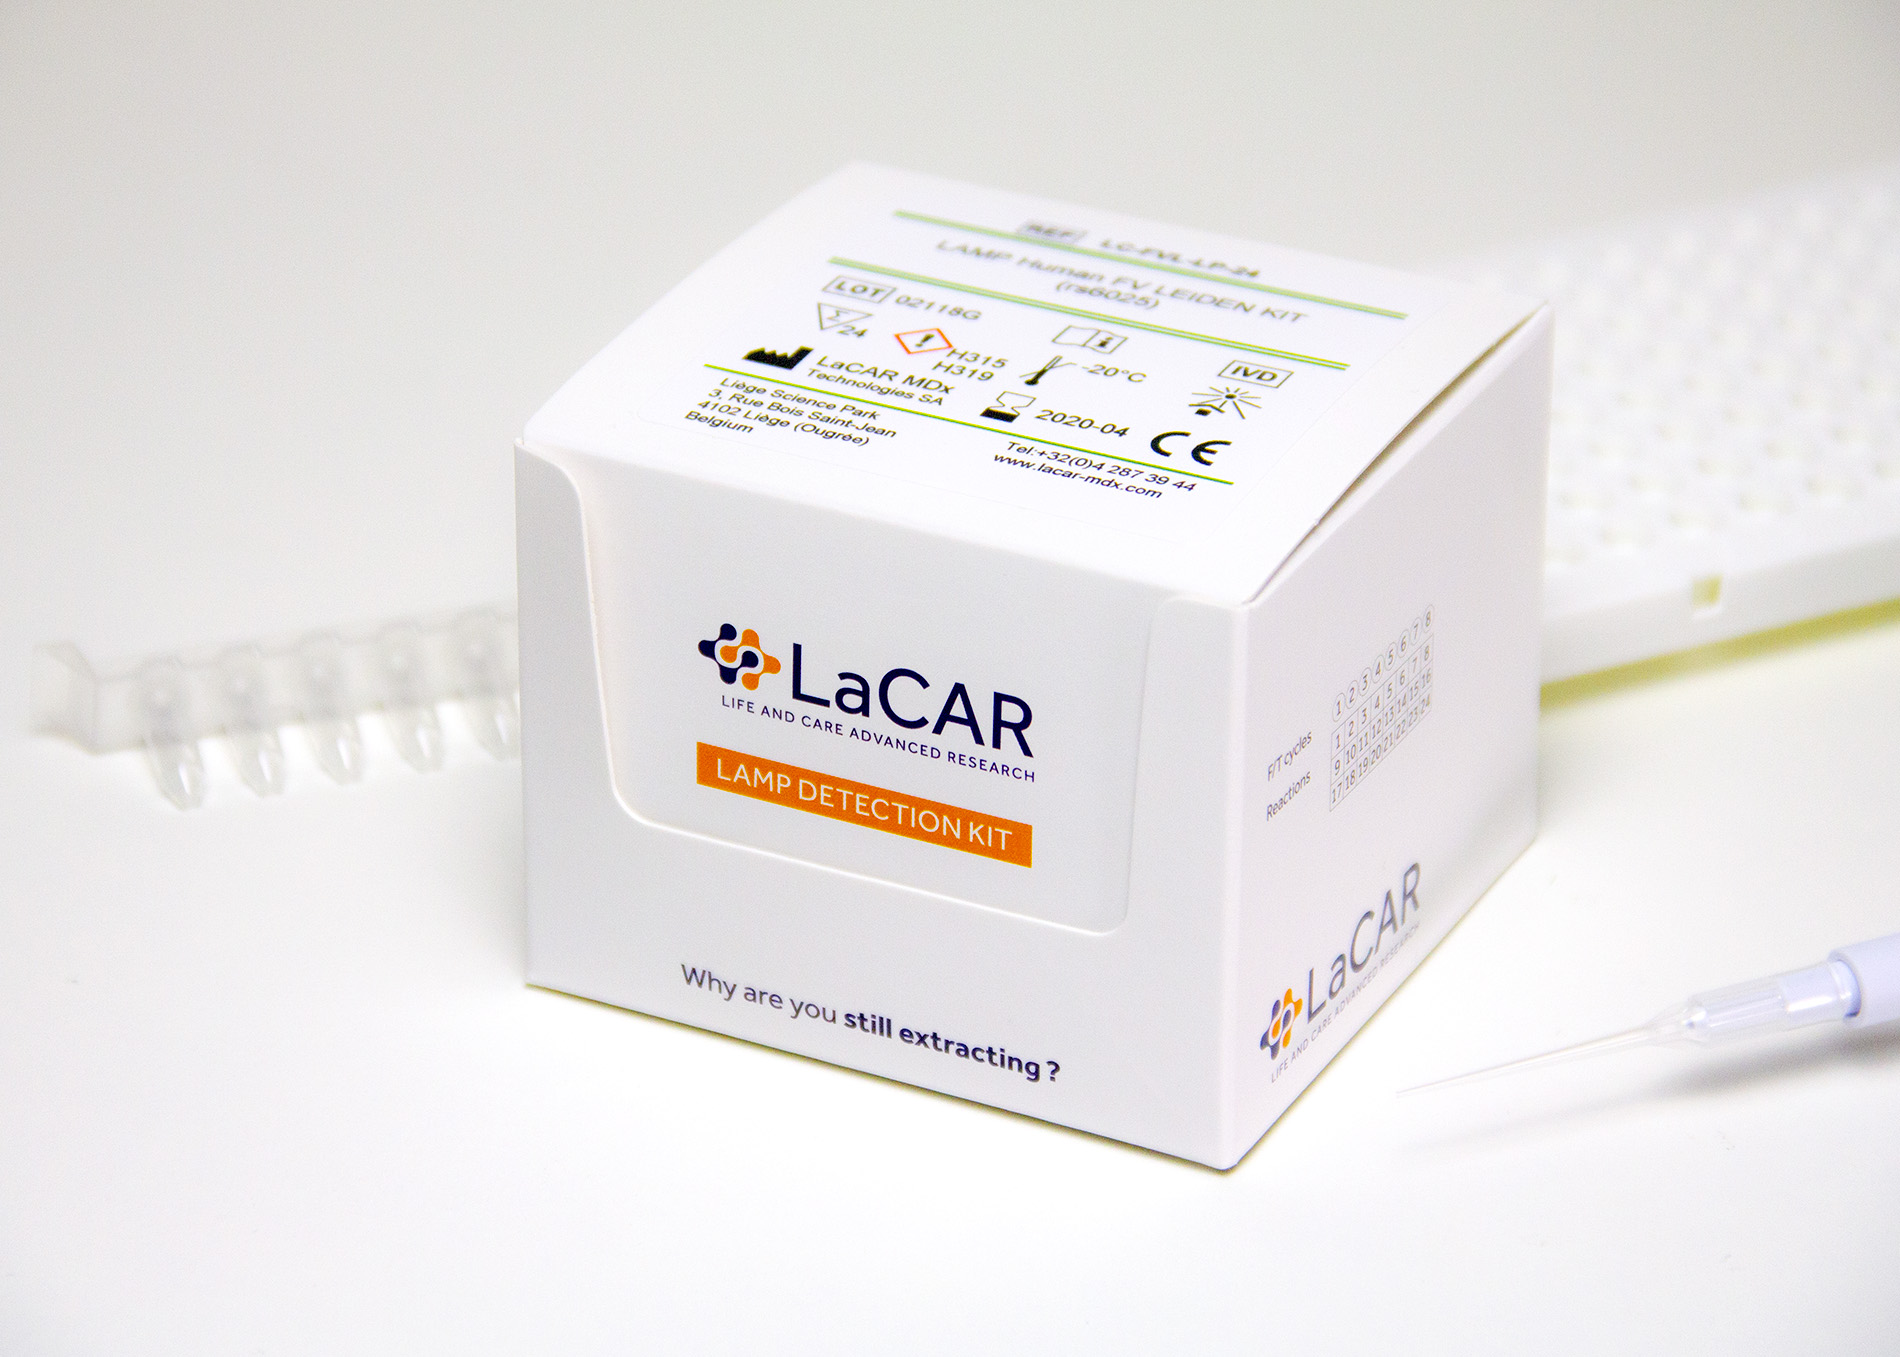 REF LC-FVL-LP-24
LAMP Human FV LEIDEN KIT
(rs6025)
LOT 02118G
Σ 24
! H315
H319
i
-20°C
IVD
LaCAR MDx
Technologies SA
2020-04
CE
Liège Science Park
3, Rue Bois Saint-Jean
4102 Liège (Ougrée)
Belgium
Tel:+32(0)4 287 39 44
www.lacar-mdx.com
LaCAR
LIFE AND CARE ADVANCED RESEARCH
LAMP DETECTION KIT
Why are you still extracting ?
F/T cycles 1 2 3 4 5 6 7 8
Reactions 1 2 3 4 5 6 7 8
9 10 11 12 13 14 15 16
17 18 19 20 21 22 23 24
LaCAR
LIFE AND CARE ADVANCED RESEARCH